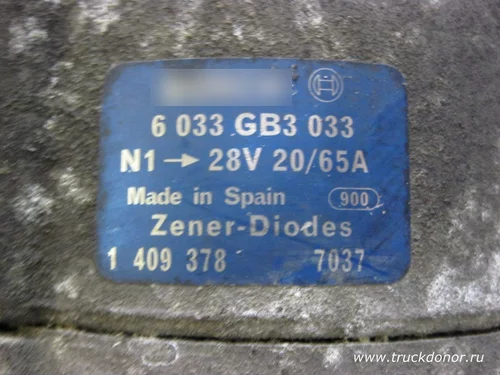 6 033 GB3 033
N1 → 28V 20/65A
Made in Spain 900
Zener-Diodes
1 409 378 7037
www.truckdonor.ru